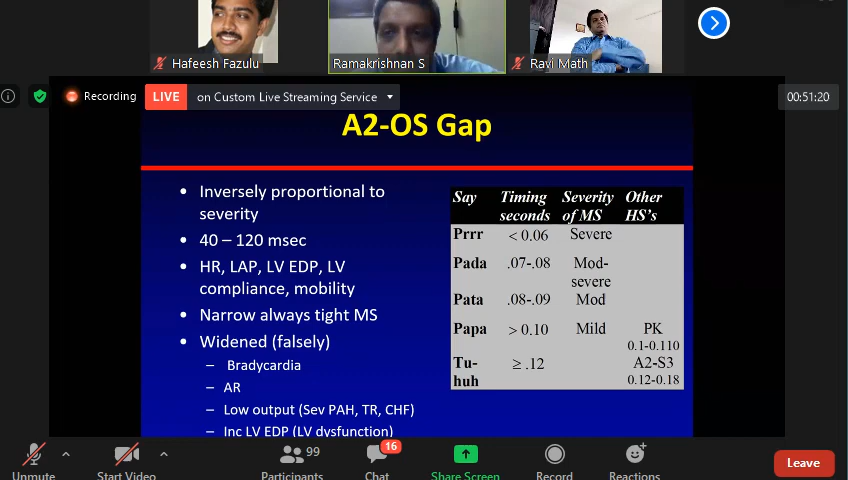 Hafeesh Fazulu
Ramakrishnan S
Ravi Math
Recording
LIVE
on Custom Live Streaming Service
00:51:20
A2-OS Gap
• Inversely proportional to
severity
• 40 – 120 msec
• HR, LAP, LV EDP, LV
compliance, mobility
• Narrow always tight MS
• Widened (falsely)
– Bradycardia
– AR
– Low output (Sev PAH, TR, CHF)
– Inc LV EDP (LV dysfunction)
Say Timing Severity Other
seconds of MS HS's
Prrr < 0.06 Severe
Pada .07-.08 Mod-
severe
Pata .08-.09 Mod
Papa > 0.10 Mild PK
0.1-0.110
Tu- ≥ .12 A2-S3
huh 0.12-0.18
Unmute
Start Video
99
Participants
16
Chat
Share Screen
Record
Reactions
Leave